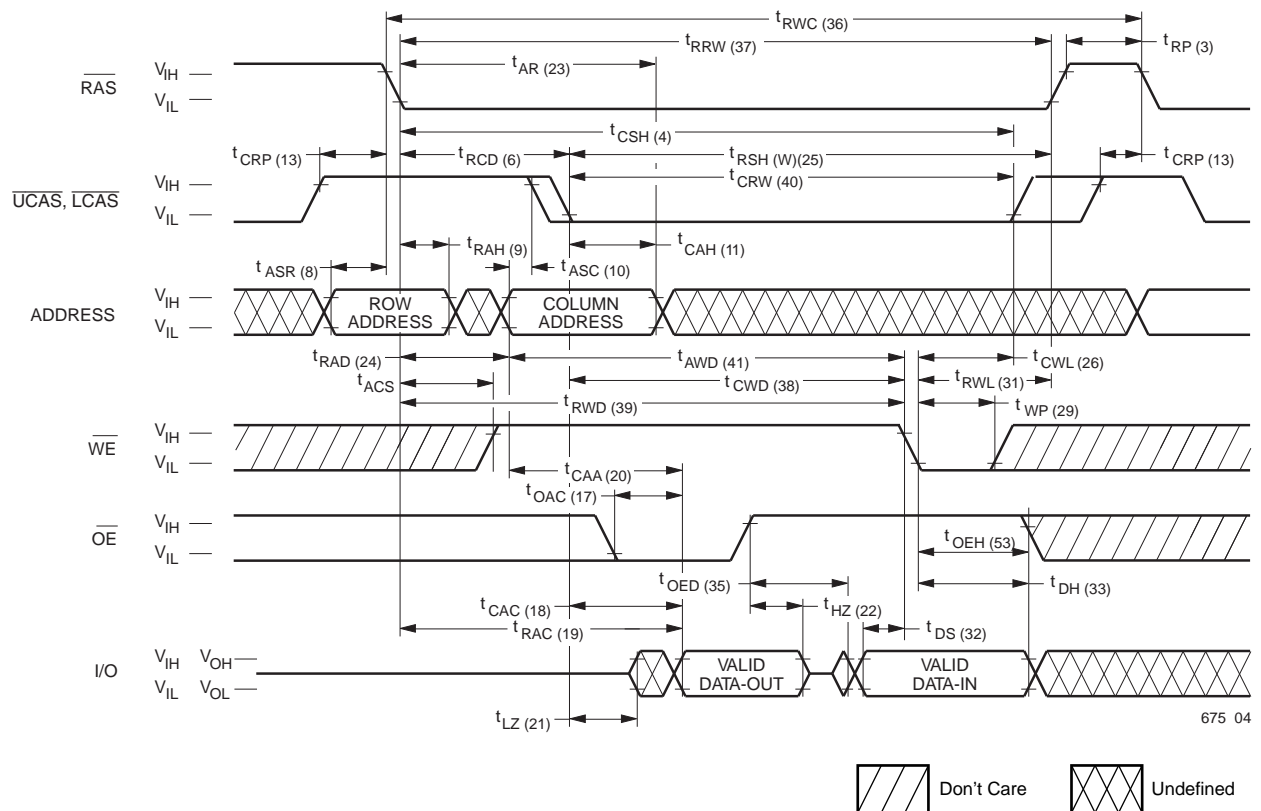 tRWC (36)
tRRW (37)
tRP (3)
tAR (23)
RAS
VIH
VIL
tCSH (4)
tCRP (13)
tRCD (6)
tRSH (W)(25)
tCRP (13)
tCRW (40)
UCAS, LCAS
VIH
VIL
tRAH (9)
tCAH (11)
tASR (8)
tASC (10)
ADDRESS
VIH
VIL
ROW
ADDRESS
COLUMN
ADDRESS
tRAD (24)
tAWD (41)
tCWL (26)
tACS
tCWD (38)
tRWL (31)
tRWD (39)
tWP (29)
WE
VIH
VIL
tCAA (20)
tOAC (17)
OE
VIH
VIL
tOEH (53)
tOED (35)
tDH (33)
tCAC (18)
tHZ (22)
tRAC (19)
tDS (32)
I/O
VIH VOH
VIL VOL
VALID
DATA-OUT
VALID
DATA-IN
tLZ (21)
675 04
Don't Care
Undefined